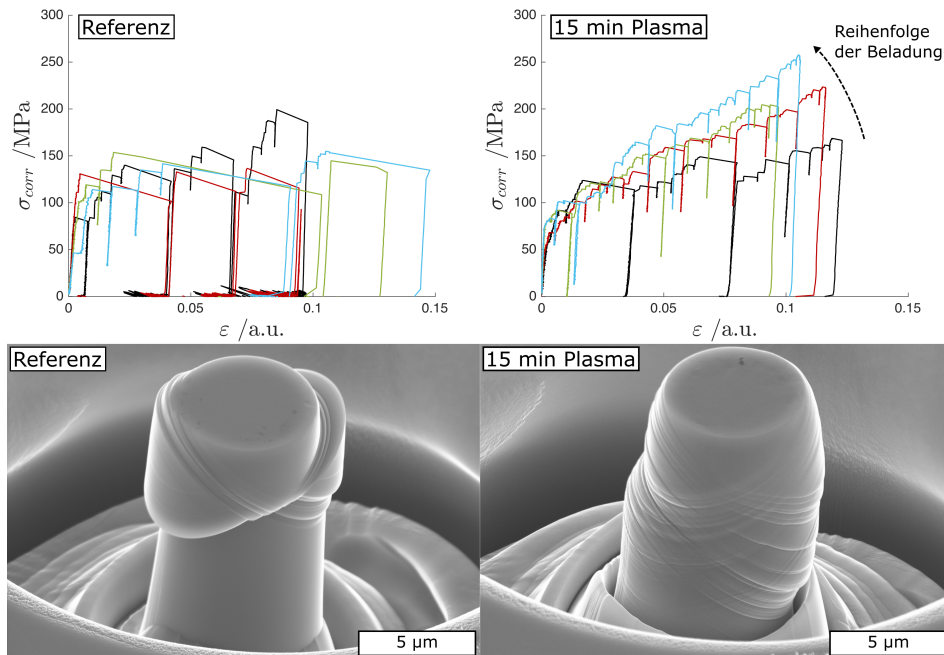 Referenz
300
250
200
150
100
50
0
σcorr /MPa
0
0.05
0.1
0.15
ε /a.u.
15 min Plasma
Reihenfolge
der Beladung
300
250
200
150
100
50
0
σcorr /MPa
0
0.05
0.1
0.15
ε /a.u.
Referenz
5 µm
15 min Plasma
5 µm